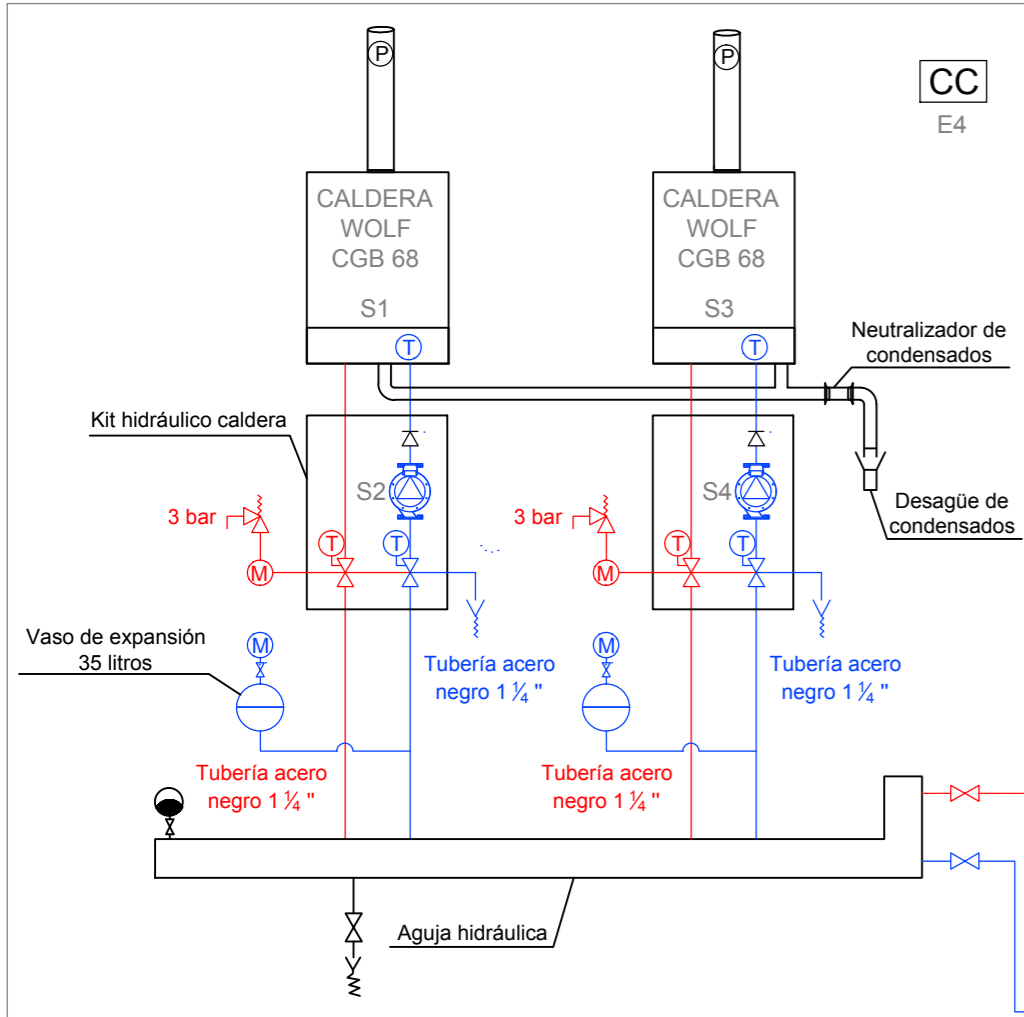 P
P
CC
E4
CALDERA
WOLF
CGB 68
S1
T
CALDERA
WOLF
CGB 68
S3
T
Neutralizador de
condensados
Kit hidráulico caldera
S2
S4
Desagüe de
condensados
3 bar
T
T
M
3 bar
T
T
M
Vaso de expansión
35 litros
M
Tubería acero
negro 1 ¼ "
M
Tubería acero
negro 1 ¼ "
Tubería acero
negro 1 ¼ "
Tubería acero
negro 1 ¼ "
Aguja hidráulica